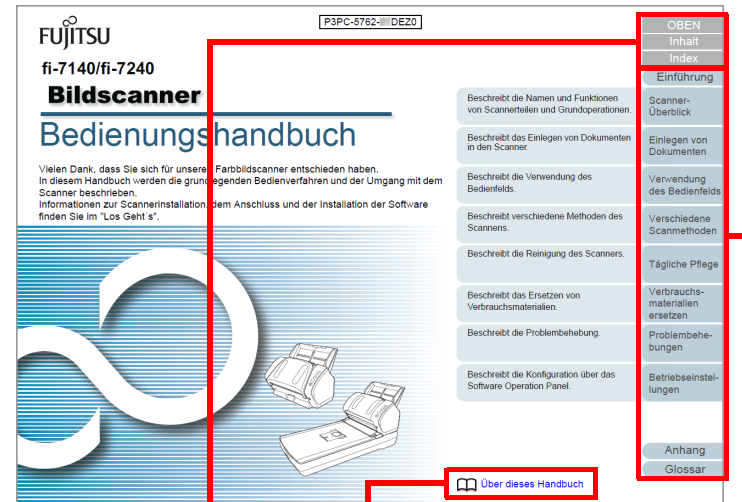 P3PC-5762- DEZ0
FUJITSU
fi-7140/fi-7240
Bildscanner
Bedienungshandbuch
Vielen Dank, dass Sie sich für unseren Farbbildscanner entschieden haben.
In diesem Handbuch werden die grundlegenden Bedienverfahren und der Umgang mit dem
Scanner beschrieben.
Informationen zur Scannerinstallation, dem Anschluss und der Installation der Software
finden Sie im "Los Geht`s".
OBEN
Inhalt
Index
Einführung
Beschreibt die Namen und Funktionen
von Scannerteilen und Grundoperationen.
Scanner-
Überblick
Beschreibt das Einlegen von Dokumenten
in den Scanner.
Einlegen von
Dokumenten
Beschreibt die Verwendung des
Bedienfelds.
Verwendung
des Bedienfelds
Beschreibt verschiedene Methoden des
Scannens.
Verschiedene
Scanmethoden
Beschreibt die Reinigung des Scanners.
Tägliche Pflege
Beschreibt das Ersetzen von
Verbrauchsmaterialien.
Verbrauchs-
materialien
ersetzen
Beschreibt die Problembehebung.
Problembehe-
bungen
Beschreibt die Konfiguration über das
Software Operation Panel.
Betriebseinstel-
lungen
Anhang
Glossar
Über dieses Handbuch